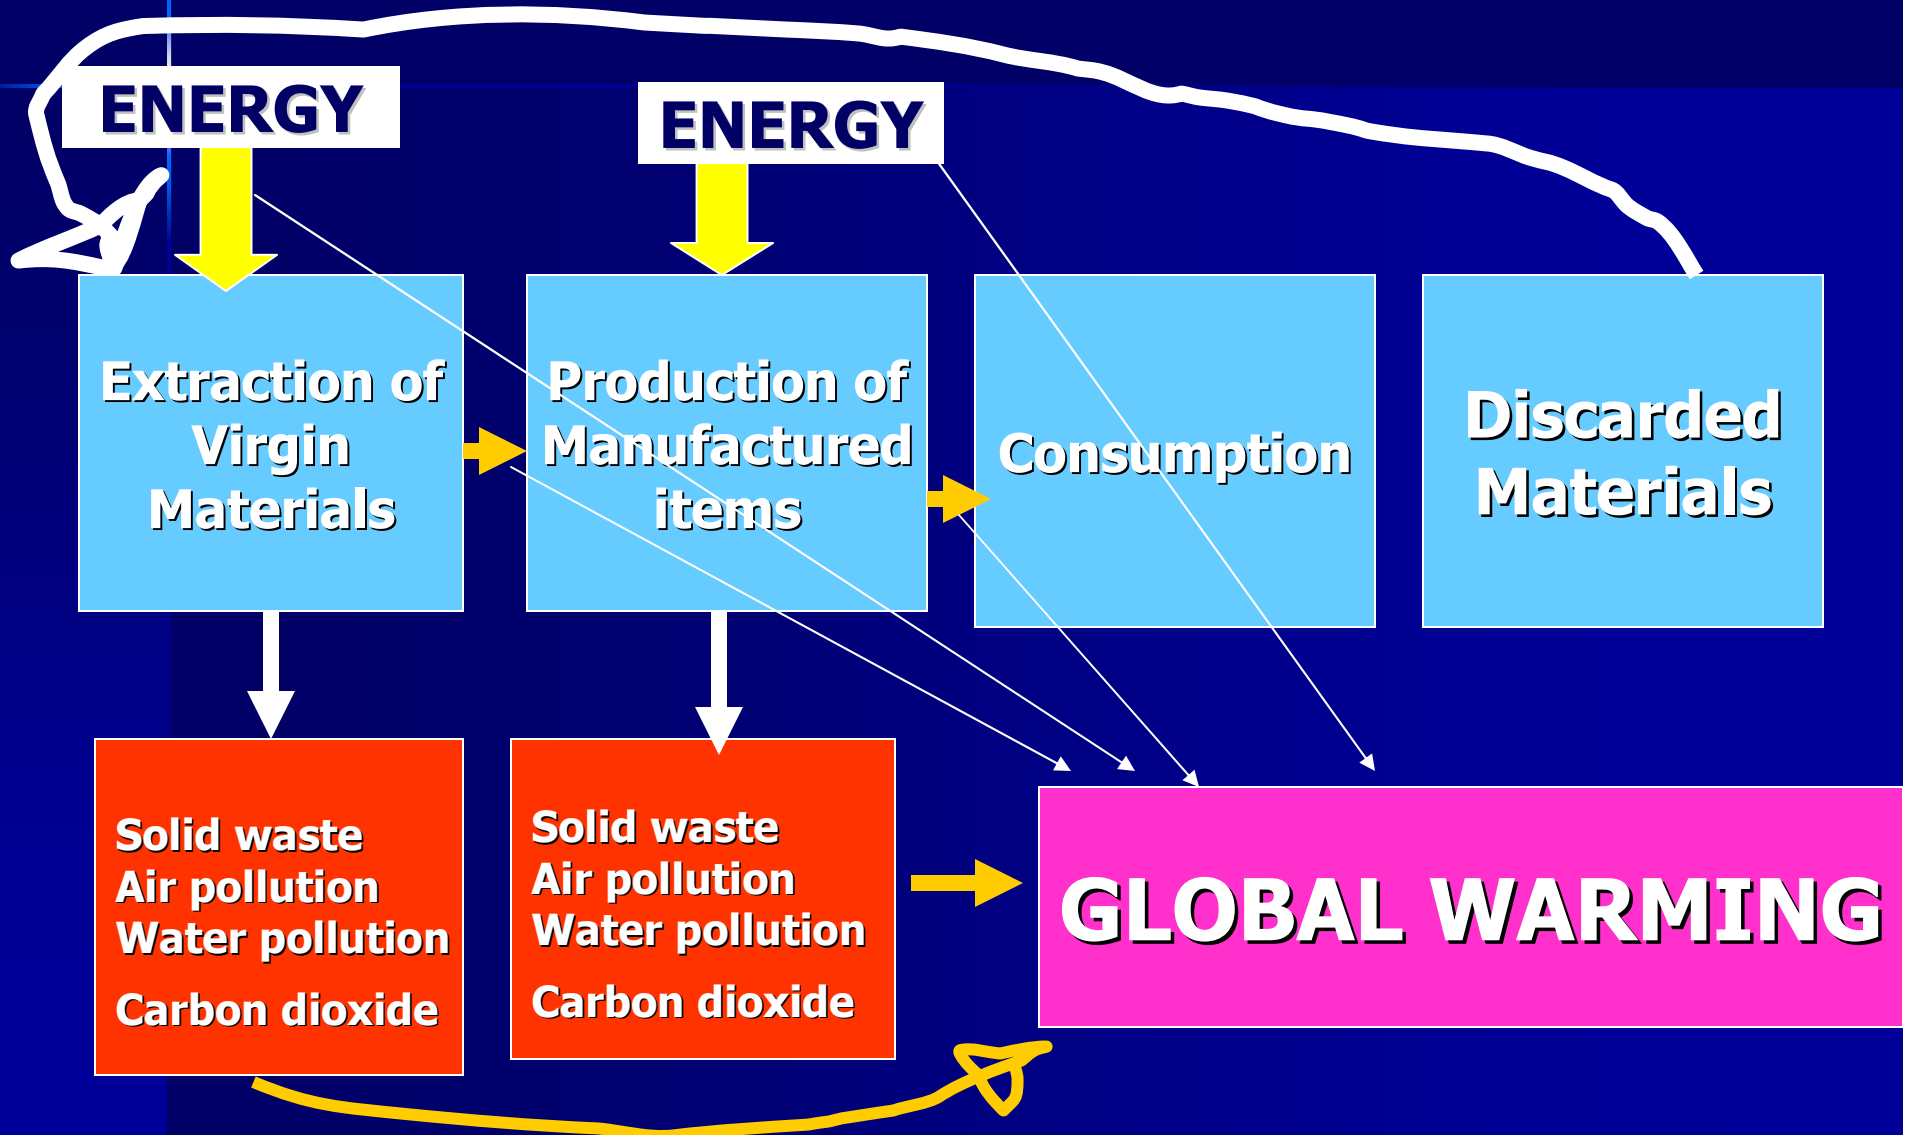 ENERGY
ENERGY
Extraction of
Virgin
Materials
Production of
Manufactured
items
Consumption
Discarded
Materials
Solid waste
Air pollution
Water pollution
Carbon dioxide
Solid waste
Air pollution
Water pollution
Carbon dioxide
GLOBAL WARMING